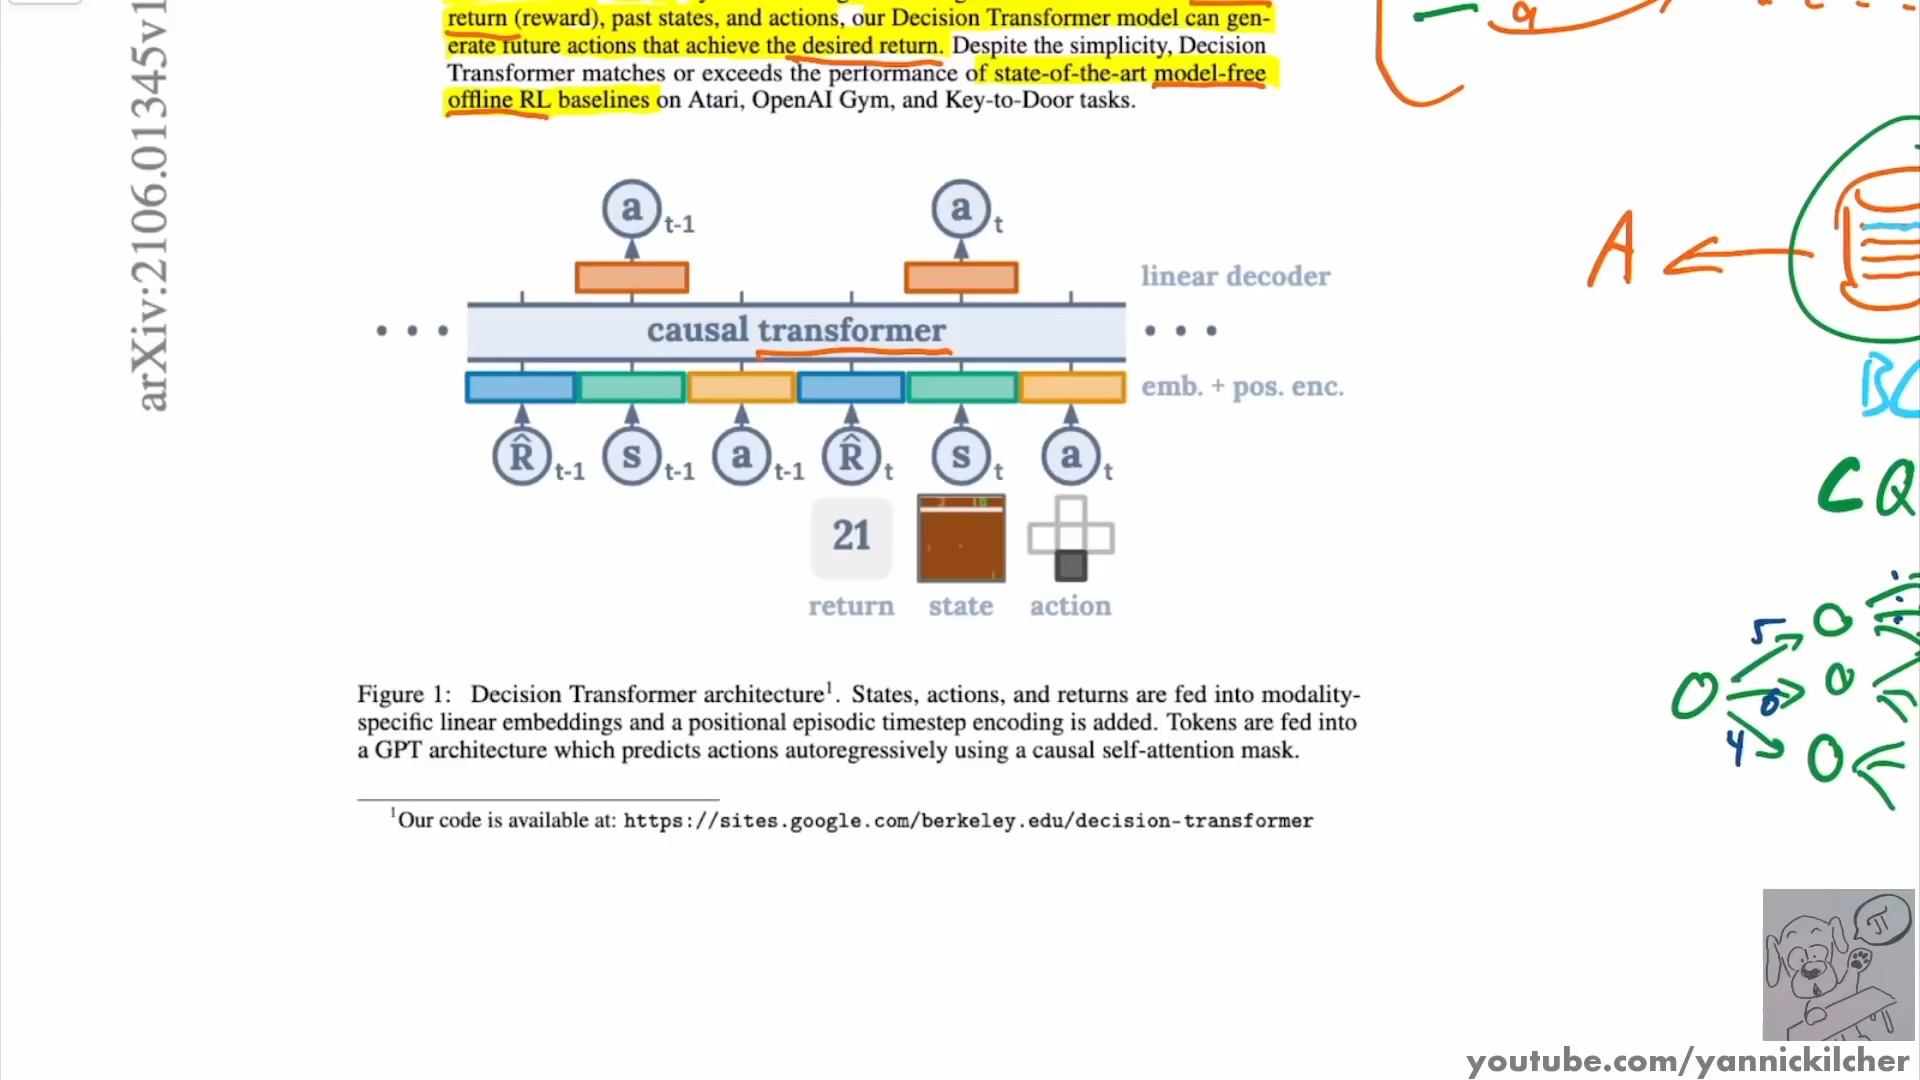 return (reward), past states, and actions, our Decision Transformer model can gen-
erate future actions that achieve the desired return. Despite the simplicity, Decision
Transformer matches or exceeds the performance of state-of-the-art model-free
offline RL baselines on Atari, OpenAI Gym, and Key-to-Door tasks.
arXiv:2106.01345v1
a t-1
a t
linear decoder
causal transformer
emb. + pos. enc.
R̂ t-1 s t-1 a t-1 R̂ t s t a t
21
return state action
Figure 1: Decision Transformer architecture¹. States, actions, and returns are fed into modality-
specific linear embeddings and a positional episodic timestep encoding is added. Tokens are fed into
a GPT architecture which predicts actions autoregressively using a causal self-attention mask.
¹Our code is available at: https://sites.google.com/berkeley.edu/decision-transformer
A
BC
CQ
5
4
π
youtube.com/yannickilcher